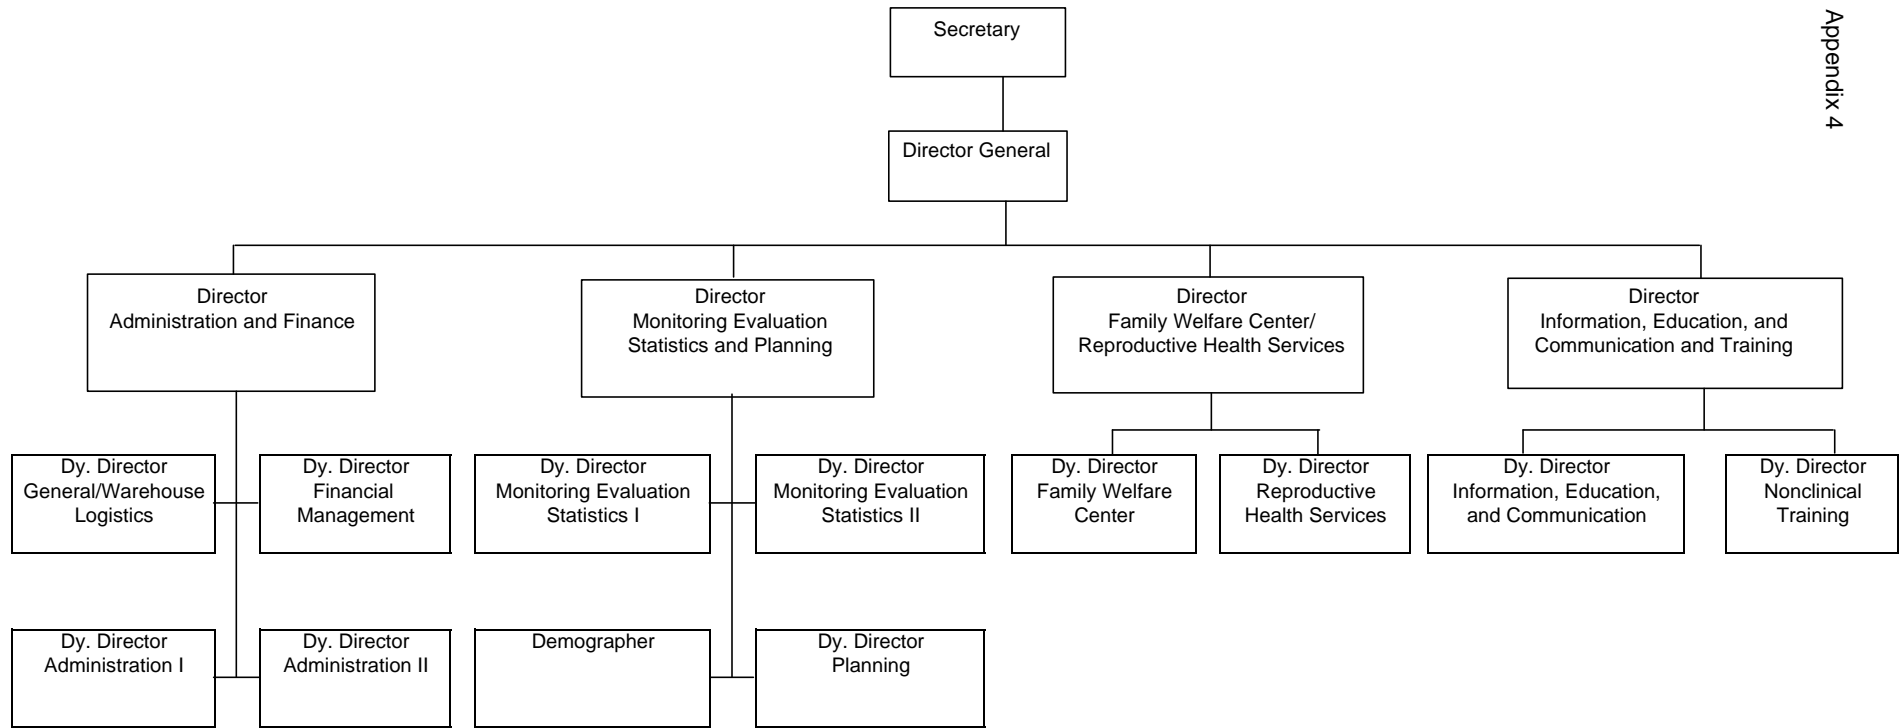 Appendix 4
Secretary
Director General
Director
Administration and Finance
Director
Monitoring Evaluation
Statistics and Planning
Director
Family Welfare Center/
Reproductive Health Services
Director
Information, Education, and
Communication and Training
Dy. Director
General/Warehouse
Logistics
Dy. Director
Financial
Management
Dy. Director
Monitoring Evaluation
Statistics I
Dy. Director
Monitoring Evaluation
Statistics II
Dy. Director
Family Welfare
Center
Dy. Director
Reproductive
Health Services
Dy. Director
Information, Education,
and Communication
Dy. Director
Nonclinical
Training
Dy. Director
Administration I
Dy. Director
Administration II
Demographer
Dy. Director
Planning